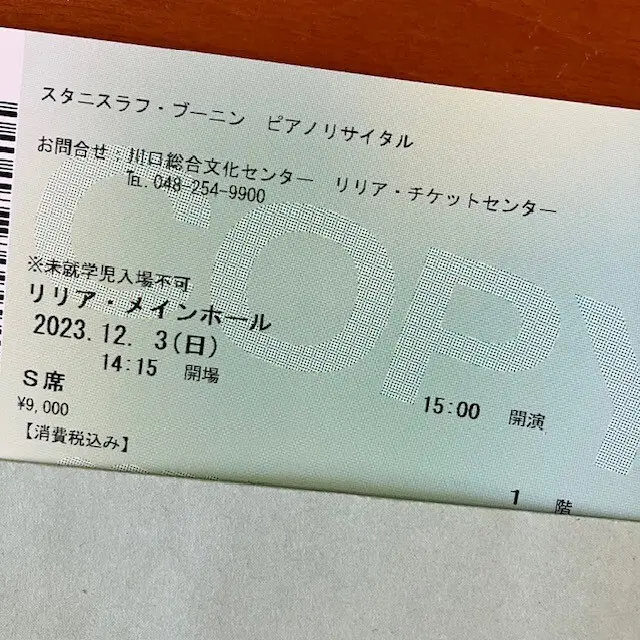 スタニスラフ・ブーニン　ピアノリサイタル
お問合せ；川口総合文化センター　リリア・チケットセンター
℡.048-254-9900
※未就学児入場不可
リリア・メインホール
2023.12. 3(日)
14:15 開場
15:00 開演
S席
¥9,000
【消費税込み】
1 階
COPY